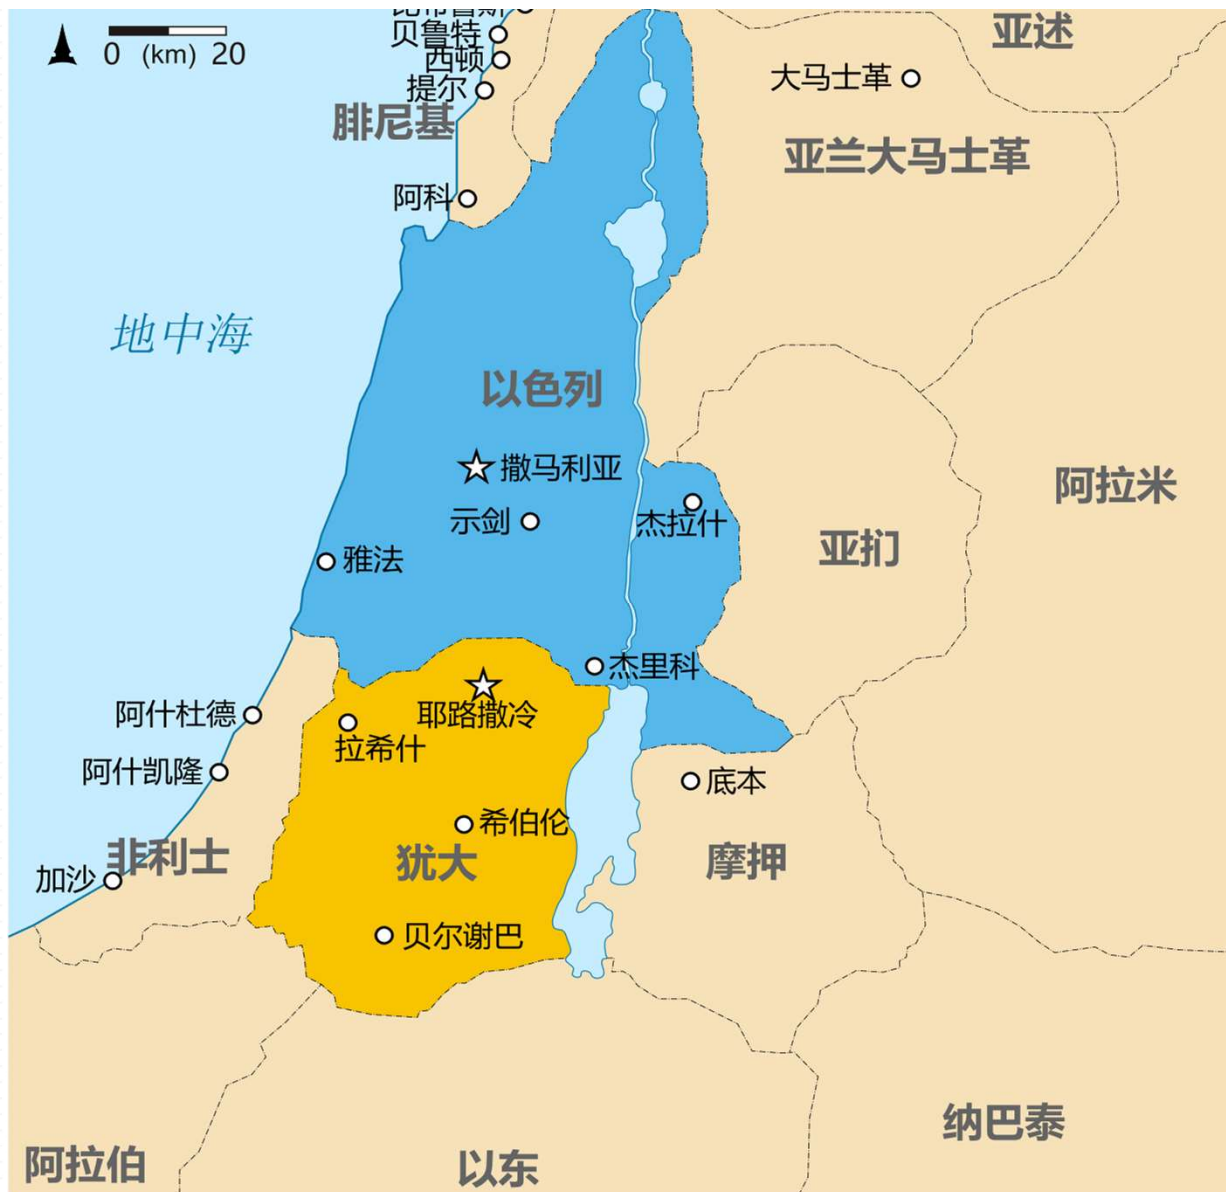 0 (km) 20
贝鲁特
西顿
提尔
腓尼基
亚述
大马士革
亚兰大马士革
阿科
地中海
以色列
撒马利亚
示剑
杰拉什
阿拉米
亚扪
雅法
杰里科
耶路撒冷
阿什杜德
拉希什
阿什凯隆
底本
希伯伦
非利士
犹大
摩押
加沙
贝尔谢巴
纳巴泰
阿拉伯
以东